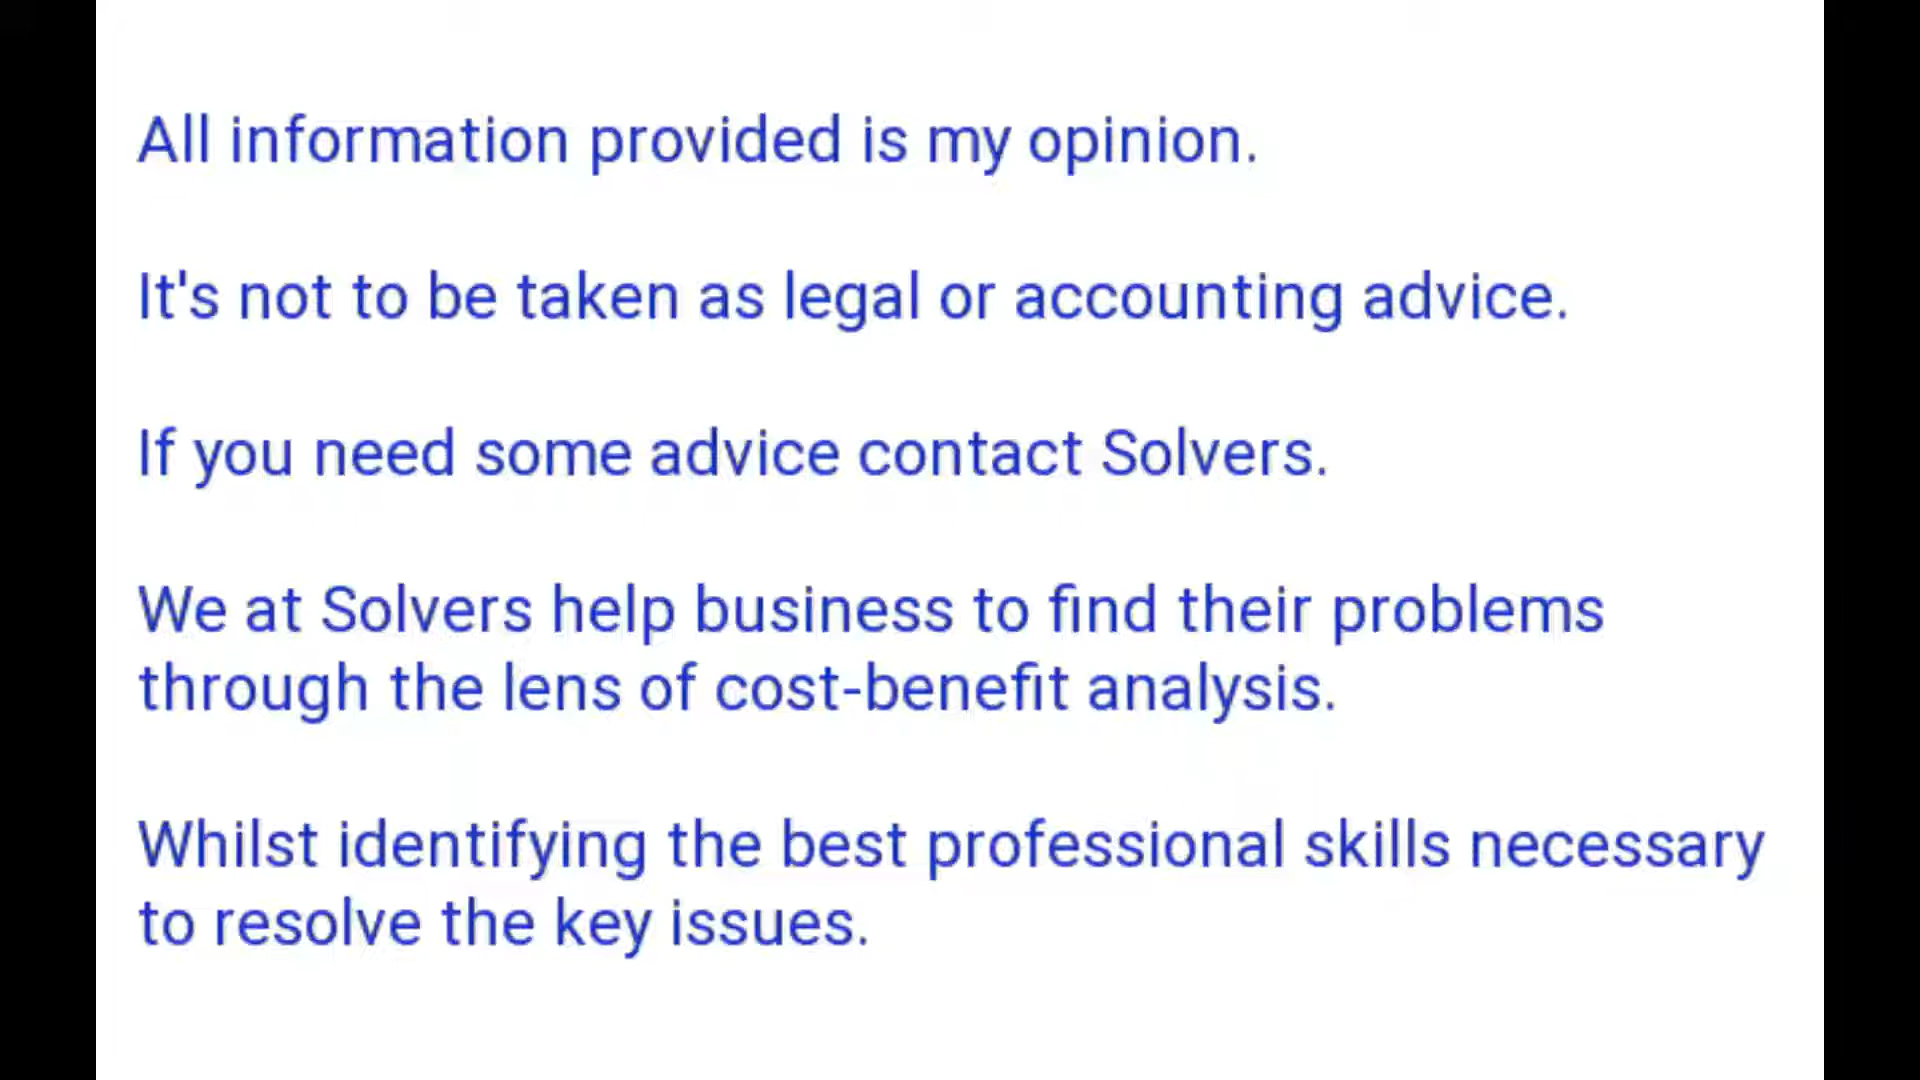 All information provided is my opinion.
It's not to be taken as legal or accounting advice.
If you need some advice contact Solvers.
We at Solvers help business to find their problems
through the lens of cost-benefit analysis.
Whilst identifying the best professional skills necessary
to resolve the key issues.